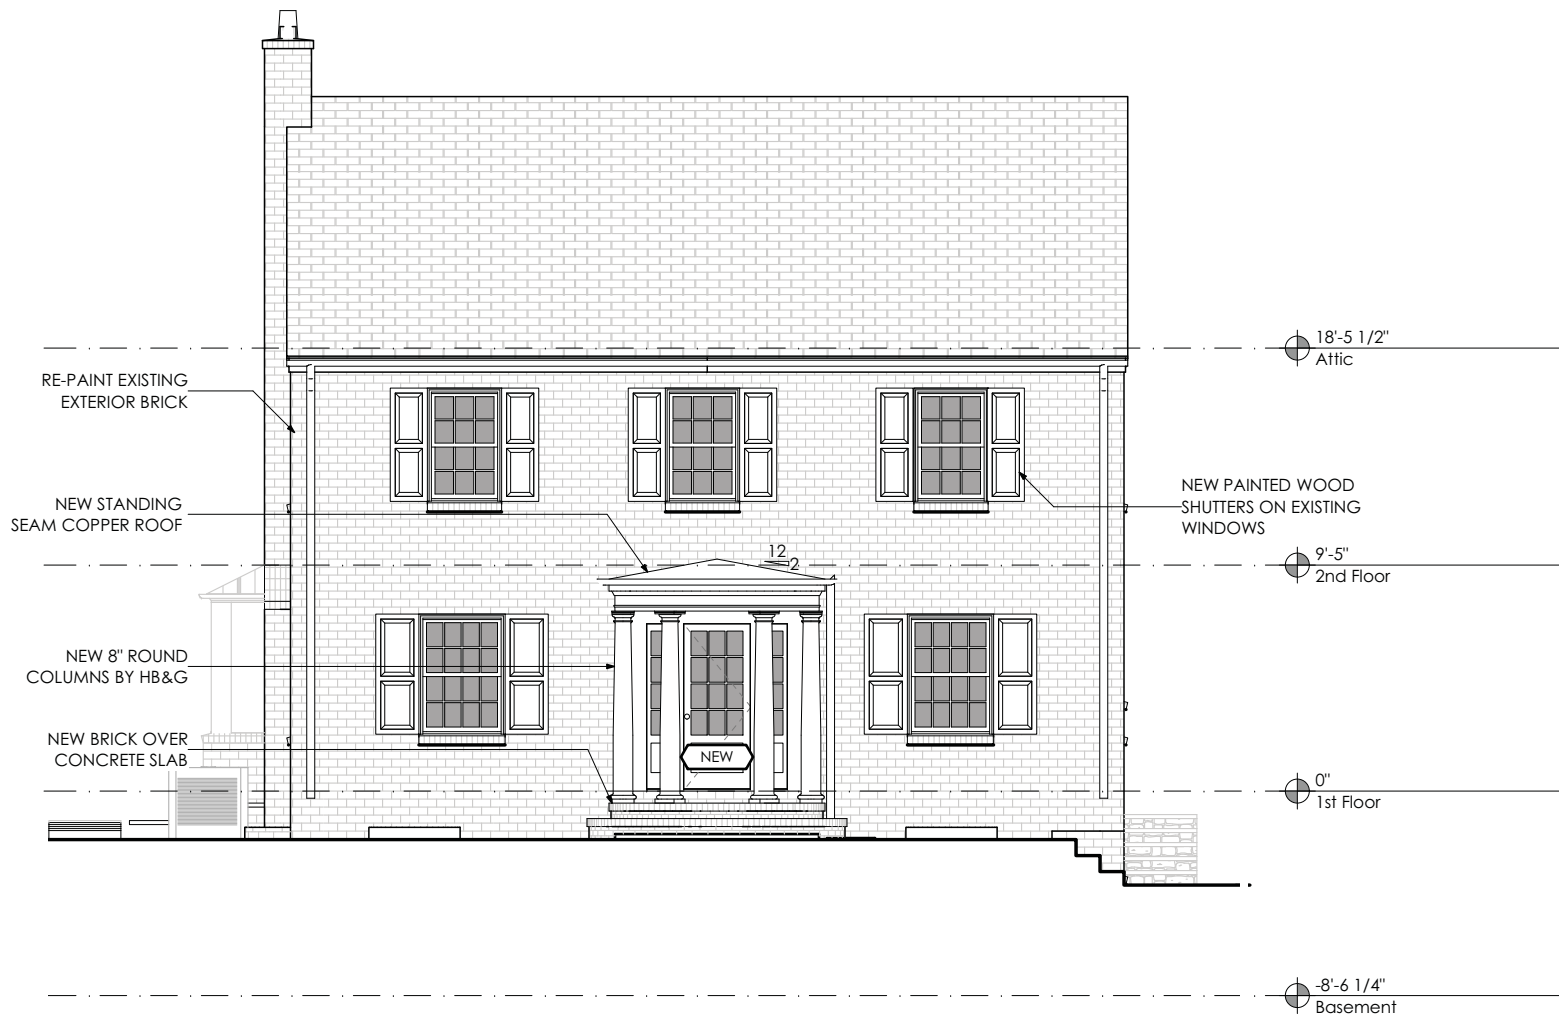 18'-5 1/2"
Attic
RE-PAINT EXISTING
EXTERIOR BRICK
NEW STANDING
SEAM COPPER ROOF
NEW PAINTED WOOD
SHUTTERS ON EXISTING
WINDOWS
12
2
9'-5"
2nd Floor
NEW 8" ROUND
COLUMNS BY HB&G
NEW BRICK OVER
CONCRETE SLAB
NEW
0"
1st Floor
-8'-6 1/4"
Basement